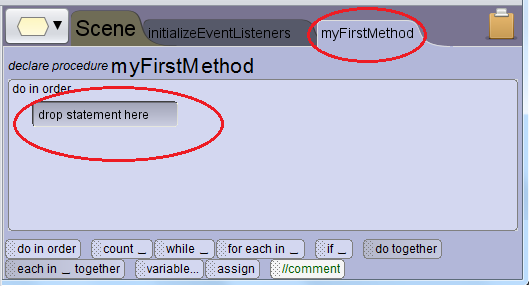 Scene initializeEventListeners myFirstMethod
declare procedure myFirstMethod
do in order
drop statement here
do in order count _ while _ for each in _ if _ do together
each in _ together variable... assign //comment